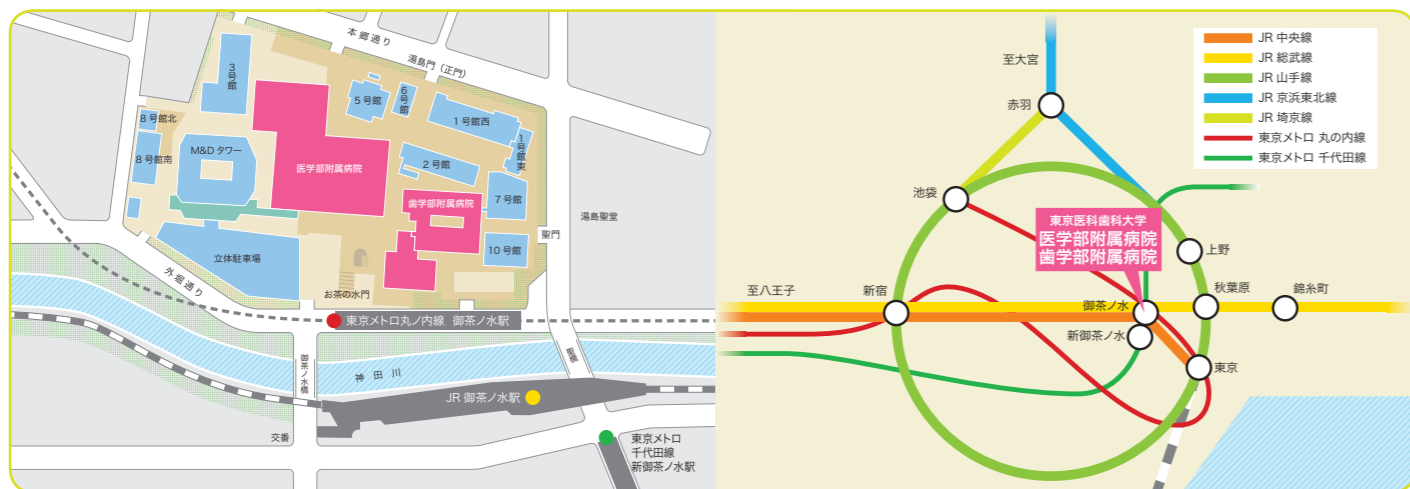 本郷通り
湯島門（正門）
3号館
5号館
6号館
1号館西
1号館東
8号館北
8号館南
M&Dタワー
医学部附属病院
2号館
歯学部附属病院
7号館
10号館
湯島聖堂
聖門
立体駐車場
外堀通り
お茶の水門
東京メトロ丸ノ内線 御茶ノ水駅
御茶ノ水橋
聖橋
神田川
JR 御茶ノ水駅
交番
東京メトロ
千代田線
新御茶ノ水駅
JR 中央線
JR 総武線
JR 山手線
JR 京浜東北線
JR 埼京線
東京メトロ 丸の内線
東京メトロ 千代田線
至大宮
赤羽
池袋
東京医科歯科大学
医学部附属病院
歯学部附属病院
上野
至八王子
新宿
御茶ノ水
秋葉原
錦糸町
新御茶ノ水
東京